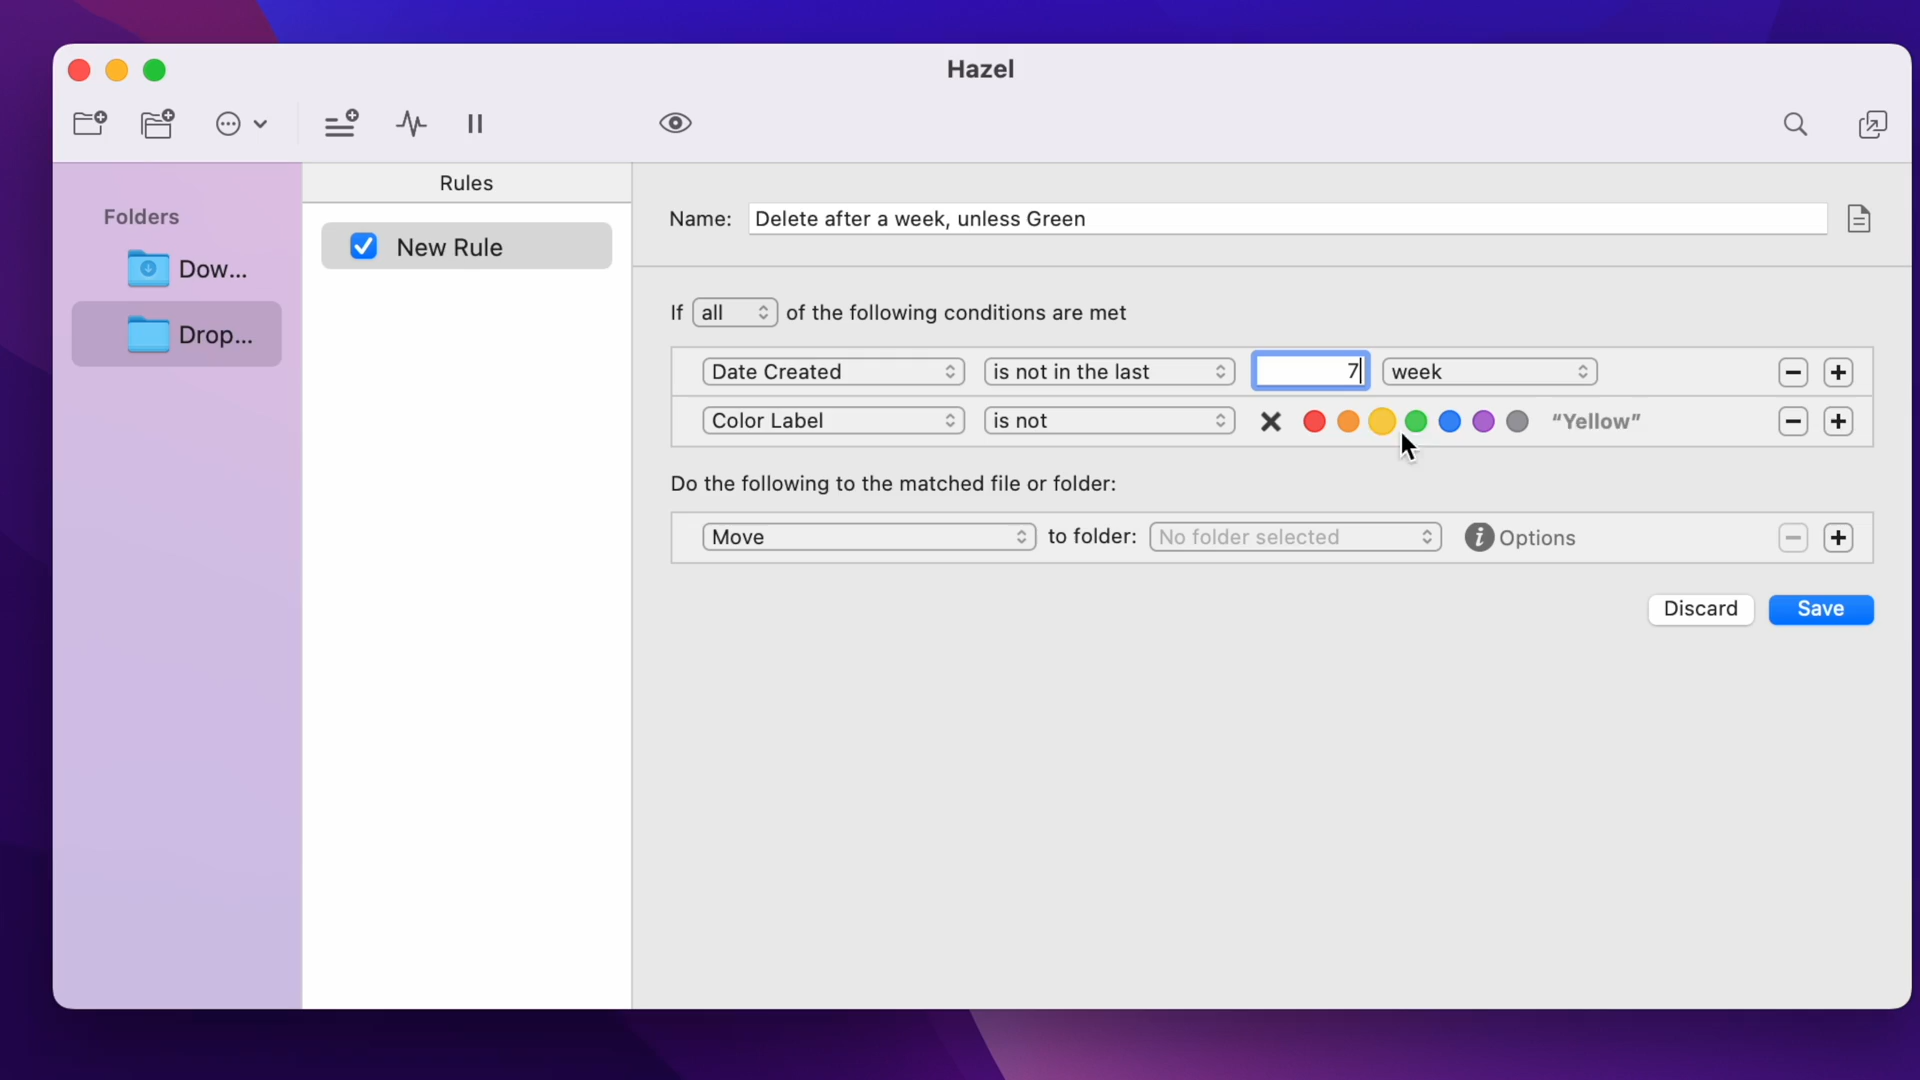 Hazel
Rules
Folders
Name: Delete after a week, unless Green
New Rule
Dow...
If all of the following conditions are met
Drop...
Date Created is not in the last 7 week
Color Label is not “Yellow”
Do the following to the matched file or folder:
Move to folder: No folder selected Options
Discard Save